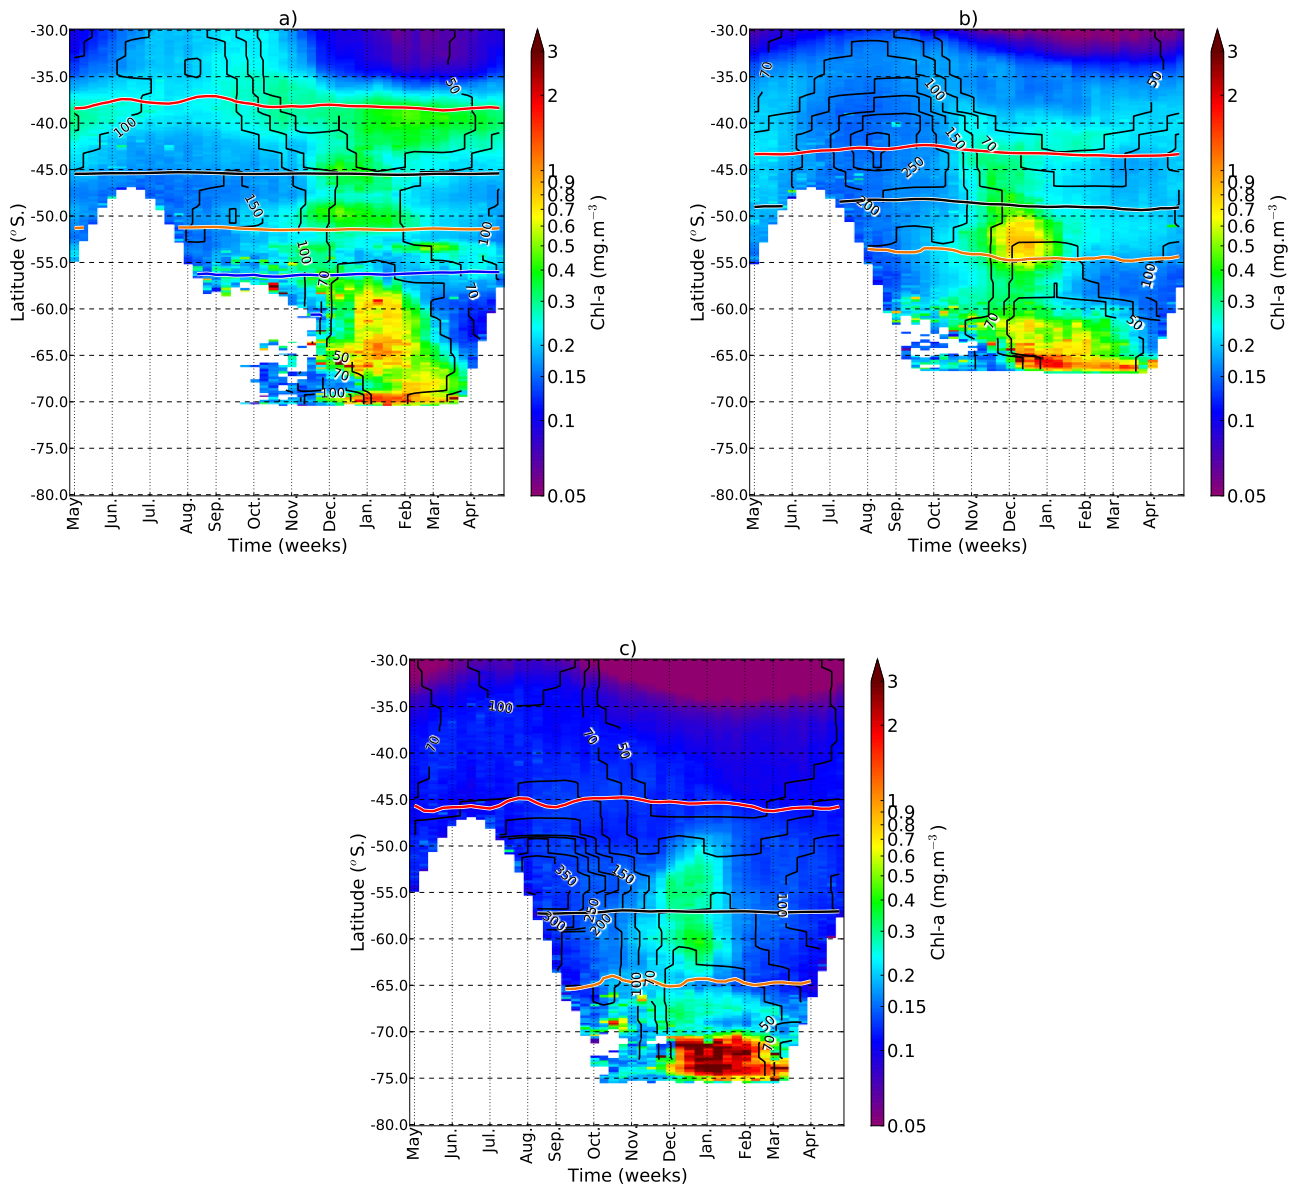 a)
-30.0
-35.0
-40.0
-45.0
-50.0
-55.0
-60.0
-65.0
-70.0
-75.0
-80.0
Latitude (°S.)
May
Jun.
Jul.
Aug.
Sep.
Oct.
Nov.
Dec.
Jan.
Feb.
Mar.
Apr.
Time (weeks)
50
100
150
100
70
100
70
50
70
100
3
2
1
0.9
0.8
0.7
0.6
0.5
0.4
0.3
0.2
0.15
0.1
0.05
Chl-a (mg.m⁻³)
b)
-30.0
-35.0
-40.0
-45.0
-50.0
-55.0
-60.0
-65.0
-70.0
-75.0
-80.0
Latitude (°S.)
May
Jun.
Jul.
Aug.
Sep.
Oct.
Nov.
Dec.
Jan.
Feb.
Mar.
Apr.
Time (weeks)
70
50
100
150
70
250
200
100
70
50
3
2
1
0.9
0.8
0.7
0.6
0.5
0.4
0.3
0.2
0.15
0.1
0.05
Chl-a (mg.m⁻³)
c)
-30.0
-35.0
-40.0
-45.0
-50.0
-55.0
-60.0
-65.0
-70.0
-75.0
-80.0
Latitude (°S.)
May
Jun.
Jul.
Aug.
Sep.
Oct.
Nov.
Dec.
Jan.
Feb.
Mar.
Apr.
Time (weeks)
100
70
70
50
350
150
250
300
200
100
100
70
50
70
3
2
1
0.9
0.8
0.7
0.6
0.5
0.4
0.3
0.2
0.15
0.1
0.05
Chl-a (mg.m⁻³)